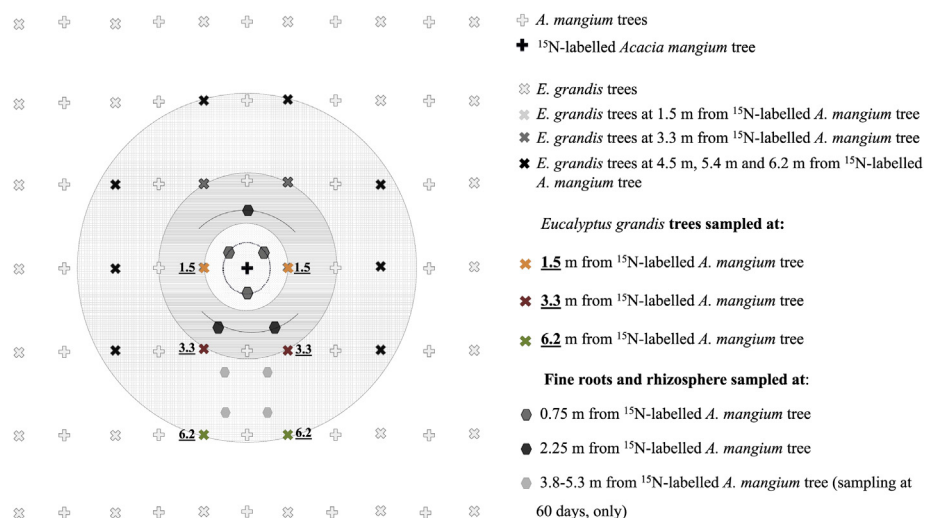 A. mangium trees
¹⁵N-labelled Acacia mangium tree
E. grandis trees
E. grandis trees at 1.5 m from ¹⁵N-labelled A. mangium tree
E. grandis trees at 3.3 m from ¹⁵N-labelled A. mangium tree
E. grandis trees at 4.5 m, 5.4 m and 6.2 m from ¹⁵N-labelled
A. mangium tree
Eucalyptus grandis trees sampled at:
1.5 m from ¹⁵N-labelled A. mangium tree
3.3 m from ¹⁵N-labelled A. mangium tree
6.2 m from ¹⁵N-labelled A. mangium tree
Fine roots and rhizosphere sampled at:
0.75 m from ¹⁵N-labelled A. mangium tree
2.25 m from ¹⁵N-labelled A. mangium tree
3.8-5.3 m from ¹⁵N-labelled A. mangium tree (sampling at
60 days, only)
1.5 1.5
3.3 3.3
6.2 6.2